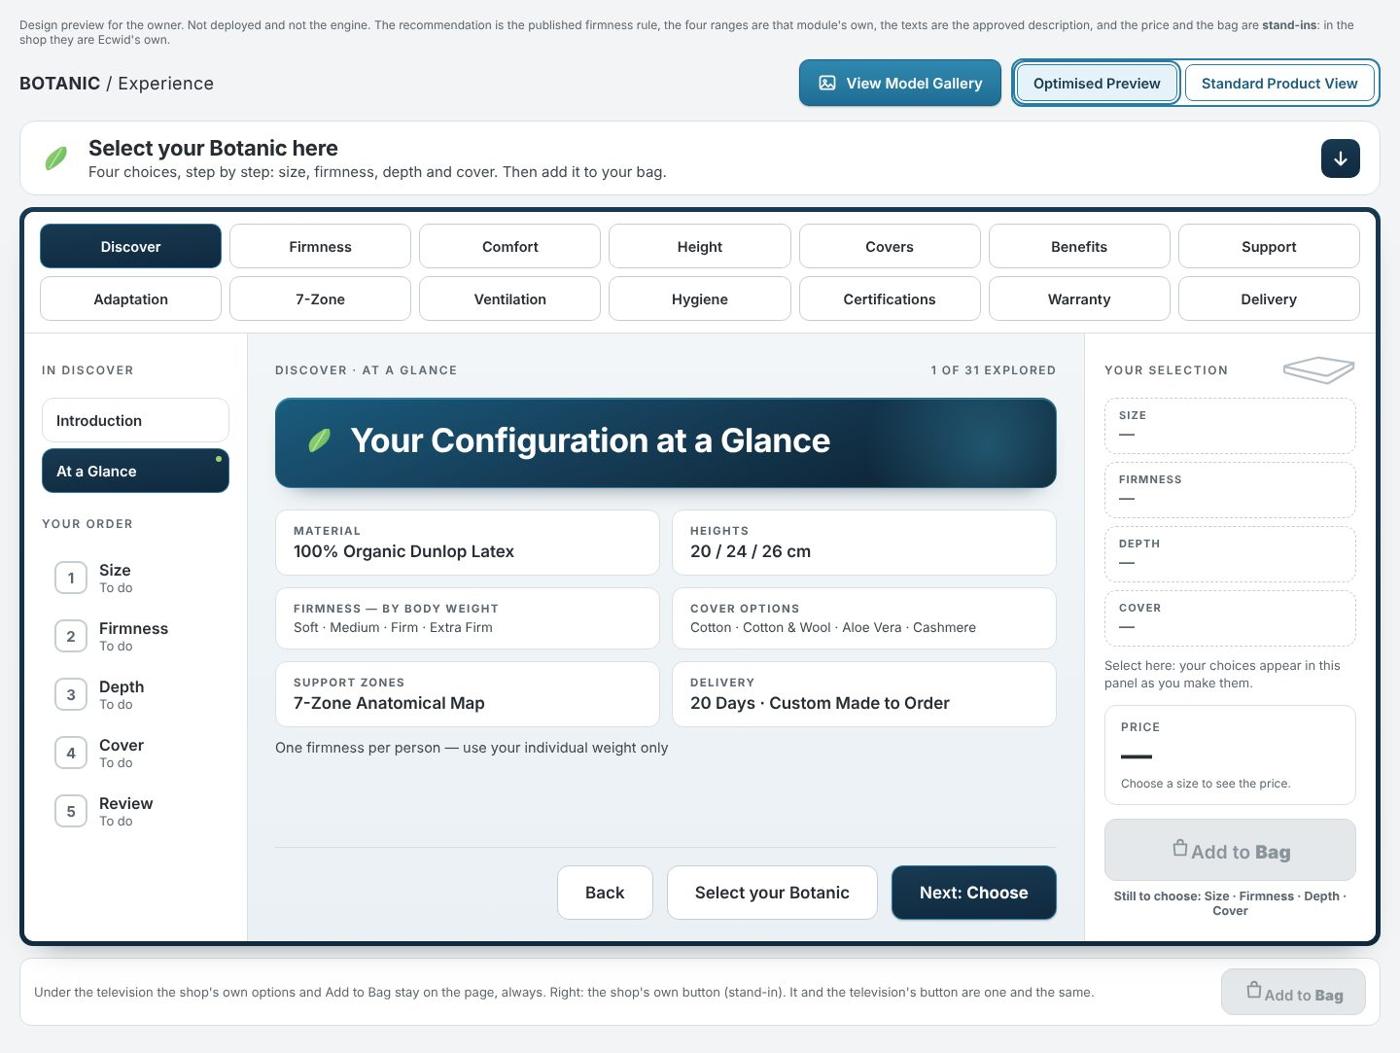 Design preview for the owner. Not deployed and not the engine. The recommendation is the published firmness rule, the four ranges are that module's own, the texts are the approved description, and the price and the bag are stand-ins: in the
shop they are Ecwid's own.
BOTANIC / Experience
View Model Gallery
Optimised Preview
Standard Product View
Select your Botanic here
Four choices, step by step: size, firmness, depth and cover. Then add it to your bag.
Discover
Firmness
Comfort
Height
Covers
Benefits
Support
Adaptation
7-Zone
Ventilation
Hygiene
Certifications
Warranty
Delivery
IN DISCOVER
Introduction
At a Glance
YOUR ORDER
1
Size
To do
2
Firmness
To do
3
Depth
To do
4
Cover
To do
5
Review
To do
DISCOVER · AT A GLANCE
1 OF 31 EXPLORED
Your Configuration at a Glance
MATERIAL
100% Organic Dunlop Latex
HEIGHTS
20 / 24 / 26 cm
FIRMNESS — BY BODY WEIGHT
Soft · Medium · Firm · Extra Firm
COVER OPTIONS
Cotton · Cotton & Wool · Aloe Vera · Cashmere
SUPPORT ZONES
7-Zone Anatomical Map
DELIVERY
20 Days · Custom Made to Order
One firmness per person — use your individual weight only
Back
Select your Botanic
Next: Choose
YOUR SELECTION
SIZE
—
FIRMNESS
—
DEPTH
—
COVER
—
Select here: your choices appear in this
panel as you make them.
PRICE
—
Choose a size to see the price.
Add to Bag
Still to choose: Size · Firmness · Depth ·
Cover
Under the television the shop's own options and Add to Bag stay on the page, always. Right: the shop's own button (stand-in). It and the television's button are one and the same.
Add to Bag